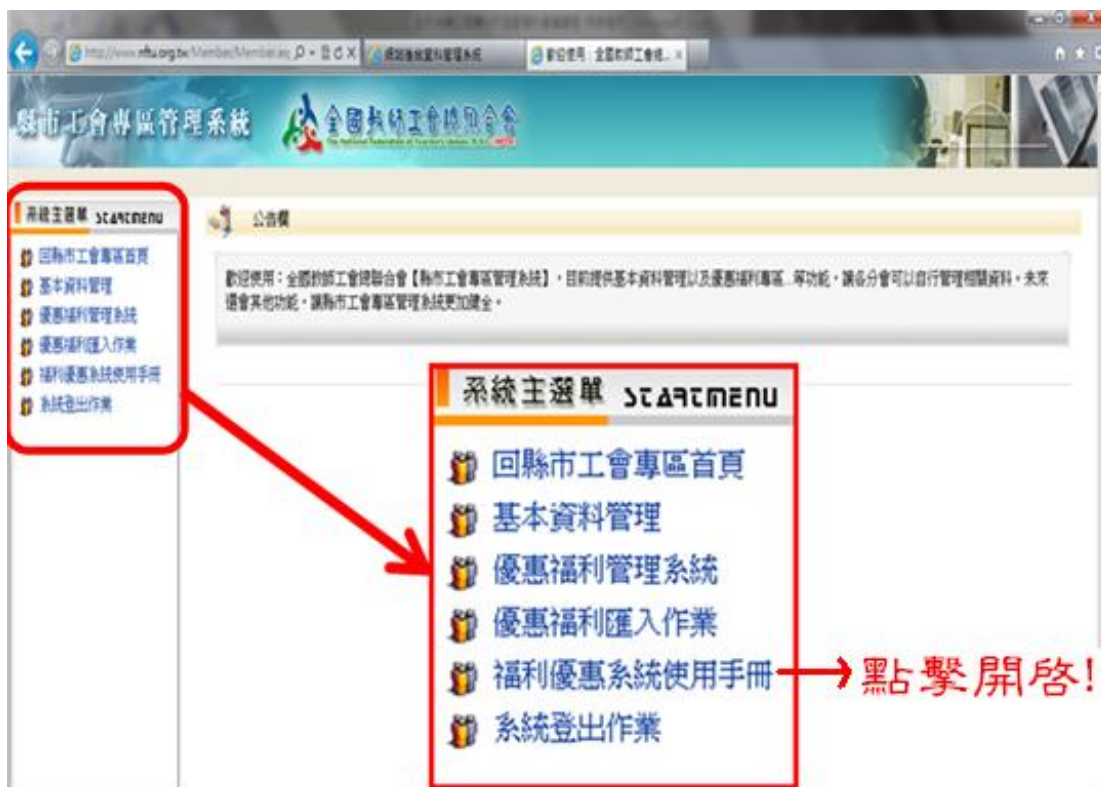 縣市工會專區管理系統
全國教師工會總聯合會
系統主選單 STARTMENU
回縣市工會專區首頁
基本資料管理
優惠福利管理系統
優惠福利匯入作業
福利優惠系統使用手冊
系統登出作業
公告欄
歡迎使用：全國教師工會總聯合會【縣市工會專區管理系統】，目前提供基本資料管理以及優惠福利專區...等功能，讓各分會可以自行管理相關資料。未來
還會其他功能，讓縣市工會專區管理系統更加健全。
系統主選單 STARTMENU
回縣市工會專區首頁
基本資料管理
優惠福利管理系統
優惠福利匯入作業
福利優惠系統使用手冊
點擊開啓!
系統登出作業